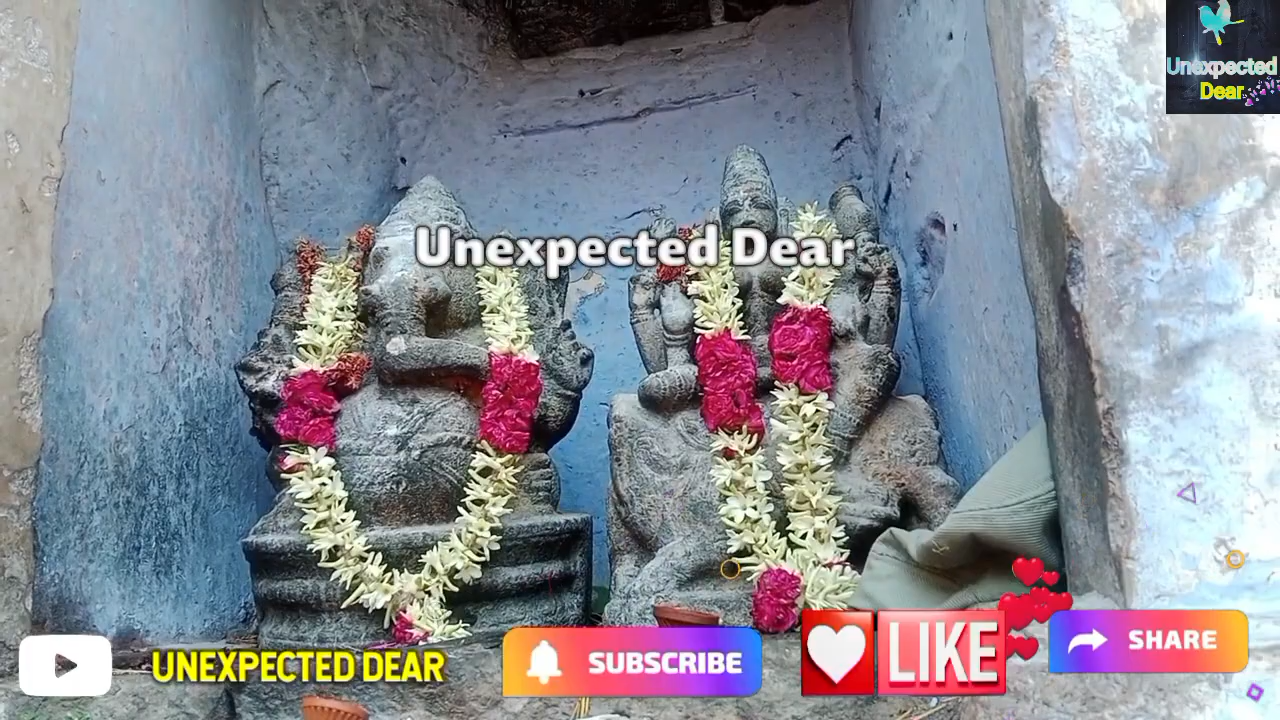 Unexpected
Dear
Unexpected Dear
UNEXPECTED DEAR
SUBSCRIBE
LIKE
SHARE